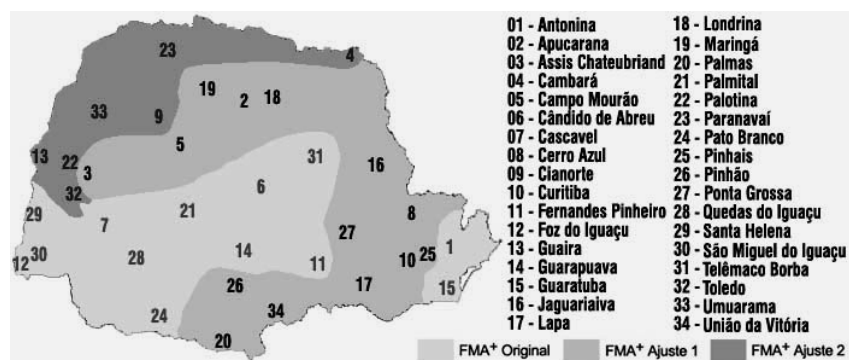 01 - Antonina
02 - Apucarana
03 - Assis Chateubriand
04 - Cambará
05 - Campo Mourão
06 - Cândido de Abreu
07 - Cascavel
08 - Cerro Azul
09 - Cianorte
10 - Curitiba
11 - Fernandes Pinheiro
12 - Foz do Iguaçu
13 - Guaira
14 - Guarapuava
15 - Guaratuba
16 - Jaguariaiva
17 - Lapa
18 - Londrina
19 - Maringá
20 - Palmas
21 - Palmital
22 - Palotina
23 - Paranavaí
24 - Pato Branco
25 - Pinhais
26 - Pinhão
27 - Ponta Grossa
28 - Quedas do Iguaçu
29 - Santa Helena
30 - São Miguel do Iguaçu
31 - Telêmaco Borba
32 - Toledo
33 - Umuarama
34 - União da Vitória
23
4
19
2
18
33
9
5
13
22
3
31
16
32
6
29
7
21
8
27
1
30
12
28
14
11
10
25
26
17
15
24
34
20
FMA+ Original
FMA+ Ajuste 1
FMA+ Ajuste 2